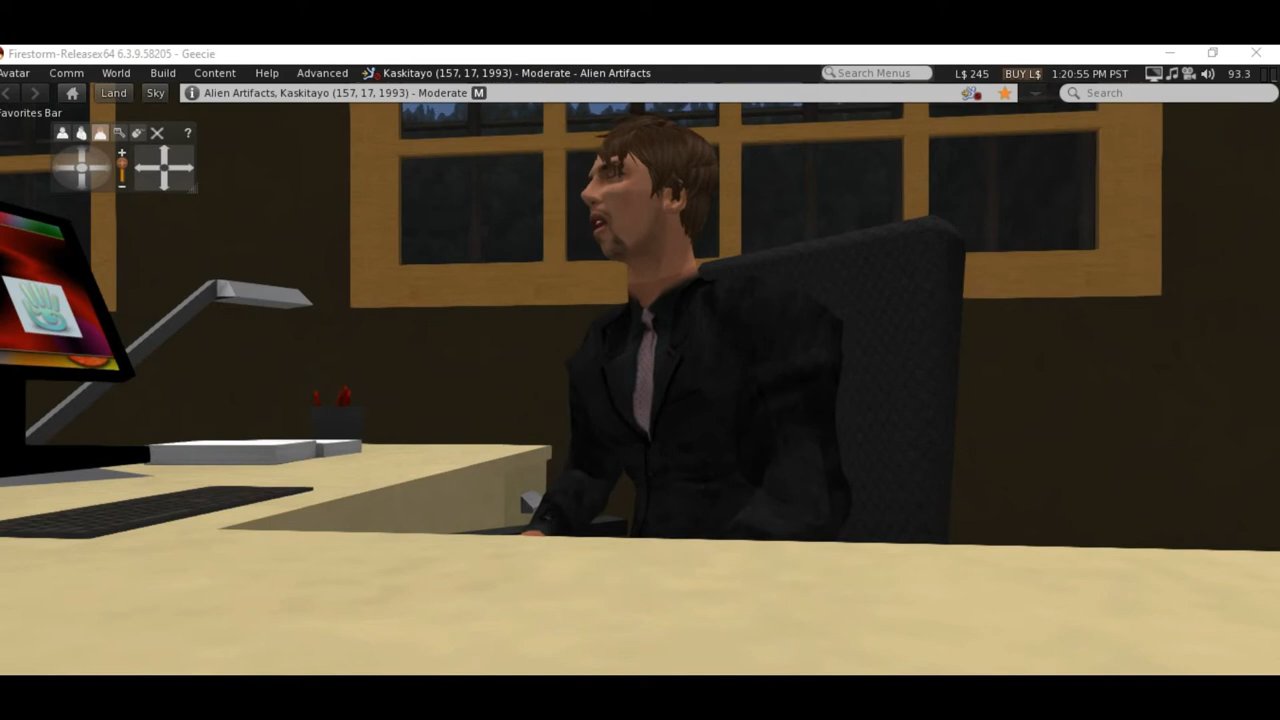 Firestorm-Releasex64 6.3.9.58205 - Geecie
Avatar Comm World Build Content Help Advanced Kaskitayo (157, 17, 1993) - Moderate - Alien Artifacts Search Menus L$ 245 BUY L$ 1:20:55 PM PST 93.3
Land Sky Alien Artifacts, Kaskitayo (157, 17, 1993) - Moderate M Search
Favorites Bar
?